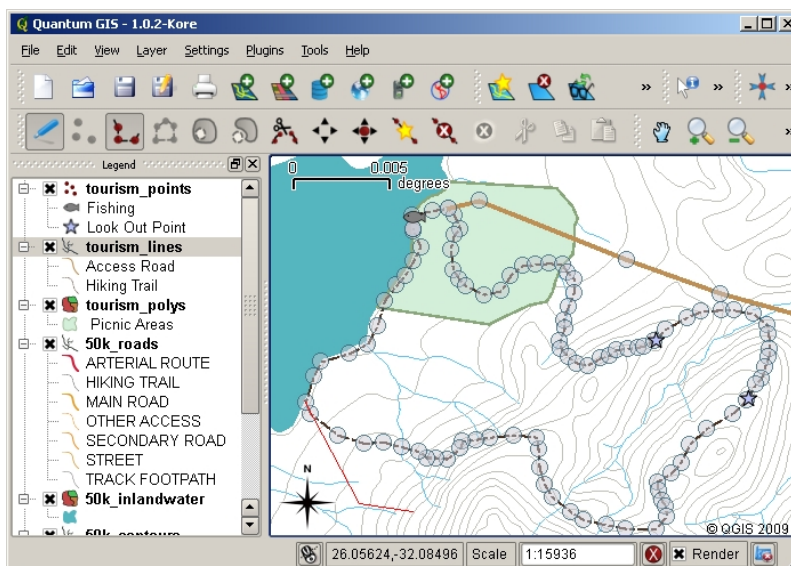 Quantum GIS - 1.0.2-Kore
File Edit View Layer Settings Plugins Tools Help
» » »
»
Legend
tourism_points
Fishing
Look Out Point
tourism_lines
Access Road
Hiking Trail
tourism_polys
Picnic Areas
50k_roads
ARTERIAL ROUTE
HIKING TRAIL
MAIN ROAD
OTHER ACCESS
SECONDARY ROAD
STREET
TRACK FOOTPATH
50k_inlandwater
50k_contours
0 0.005
degrees
N
© QGIS 2009
26.05624,-32.08496 Scale 1:15936 Render